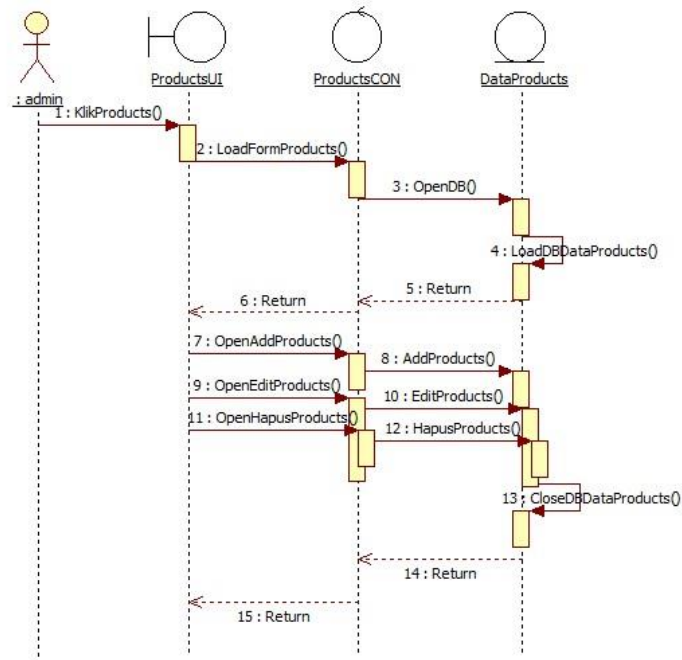 ProductsUI
ProductsCON
DataProducts
: admin
1 : KlikProducts()
2 : LoadFormProducts()
3 : OpenDB()
4 : LoadDBDataProducts()
5 : Return
6 : Return
7 : OpenAddProducts()
8 : AddProducts()
9 : OpenEditProducts()
10 : EditProducts()
11 : OpenHapusProducts()
12 : HapusProducts()
13 : CloseDBDataProducts()
14 : Return
15 : Return